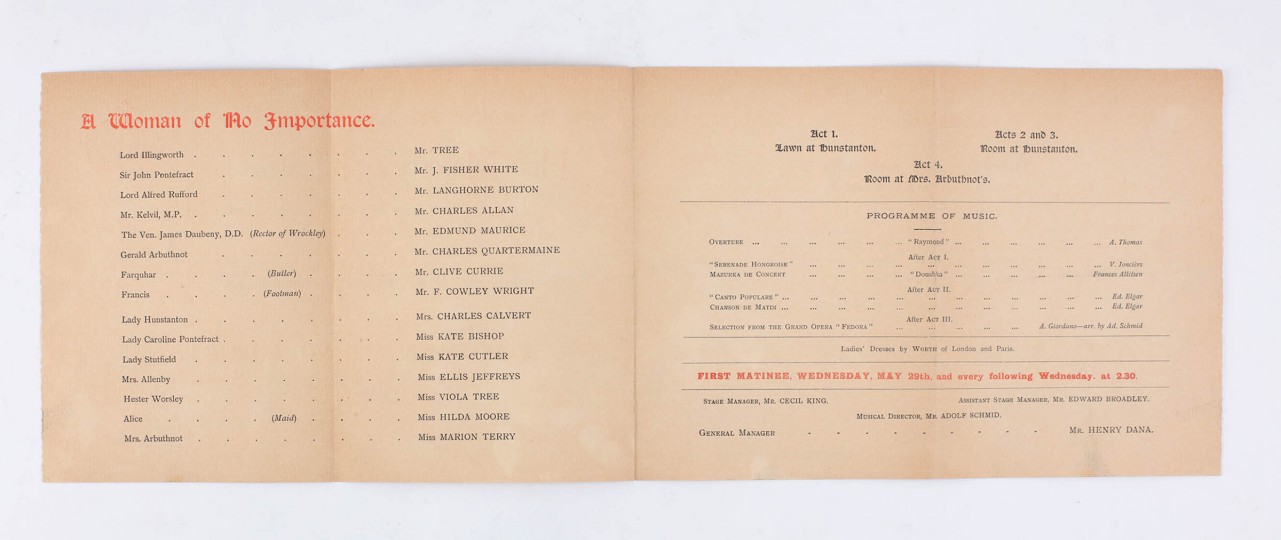 A Woman of No Importance.
Lord Illingworth . . . . . . . . Mr. TREE
Sir John Pontefract . . . . . . . Mr. J. FISHER WHITE
Lord Alfred Rufford . . . . . . . Mr. LANGHORNE BURTON
Mr. Kelvil, M.P. . . . . . . . . Mr. CHARLES ALLAN
The Ven. James Daubeny, D.D. (Rector of Wrockley) . . . Mr. EDMUND MAURICE
Gerald Arbuthnot . . . . . . . Mr. CHARLES QUARTERMAINE
Farquhar . . . . (Butler) . . . . Mr. CLIVE CURRIE
Francis . . . . (Footman) . . . . Mr. F. COWLEY WRIGHT
Lady Hunstanton . . . . . . . . Mrs. CHARLES CALVERT
Lady Caroline Pontefract . . . . . . . Miss KATE BISHOP
Lady Stutfield . . . . . . . . Miss KATE CUTLER
Mrs. Allenby . . . . . . . . Miss ELLIS JEFFREYS
Hester Worsley . . . . . . . . Miss VIOLA TREE
Alice . . . . (Maid) . . . . Miss HILDA MOORE
Mrs. Arbuthnot . . . . . . . . Miss MARION TERRY
Act 1.
Lawn at Hunstanton.
Acts 2 and 3.
Room at Hunstanton.
Act 4.
Room at Mrs. Arbuthnot's.
PROGRAMME OF MUSIC.
OVERTURE ... ... ... ... ... ... "Raymond" ... ... ... ... ... ... A. Thomas
After ACT I.
"SERENADE HONGROISE" ... ... ... ... ... ... ... ... ... ... ... V. Joncière
MAZURKA DE CONCERT ... ... ... ... "Doushka" ... ... ... ... ... Frances Allitsen
After ACT II.
"CANTO POPULARE" ... ... ... ... ... ... ... ... ... ... ... ... Ed. Elgar
CHANSON DE MATIN ... ... ... ... ... ... ... ... ... ... ... ... Ed. Elgar
After ACT III.
SELECTION FROM THE GRAND OPERA "FEDORA" ... ... ... ... ... A. Giordano—arr. by Ad. Schmid
Ladies' Dresses by WORTH of London and Paris.
FIRST MATINEE, WEDNESDAY, MAY 29th, and every following Wednesday, at 2.30.
STAGE MANAGER, MR. CECIL KING.
ASSISTANT STAGE MANAGER, MR. EDWARD BROADLEY.
MUSICAL DIRECTOR, MR. ADOLF SCHMID.
GENERAL MANAGER - - - - - - - - - MR. HENRY DANA.